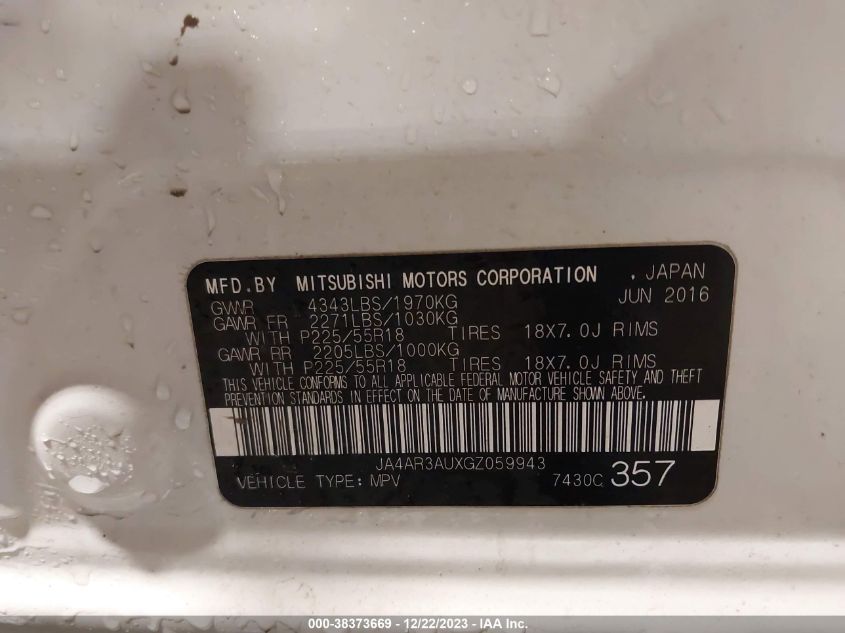 MFD.BY MITSUBISHI MOTORS CORPORATION , JAPAN
GVWR 4343LBS/1970KG JUN 2016
GAWR FR 2271LBS/1030KG
WITH P225/55R18 TIRES 18X7.0J RIMS
GAWR RR 2205LBS/1000KG
WITH P225/55R18 TIRES 18X7.0J RIMS
THIS VEHICLE CONFORMS TO ALL APPLICABLE FEDERAL MOTOR VEHICLE SAFETY AND THEFT
PREVENTION STANDARDS IN EFFECT ON THE DATE OF MANUFACTURE SHOWN ABOVE.
JA4AR3AUXGZ059943
VEHICLE TYPE: MPV 7430C 357
000-38373669 - 12/22/2023 - IAA Inc.